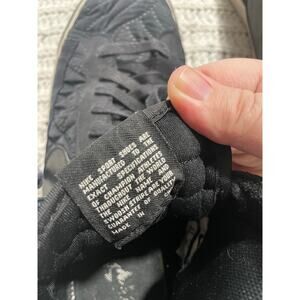 NIKE SPORT SHOES ARE
MANUFACTURED TO THE
EXACT SPECIFICATIONS
OF CHAMPION ATHLETES
THROUGHOUT THE WORLD
THE NIKE NAME AND
SWOOSH STRIPE ARE YOUR
GUARANTEE OF QUALITY
MADE IN